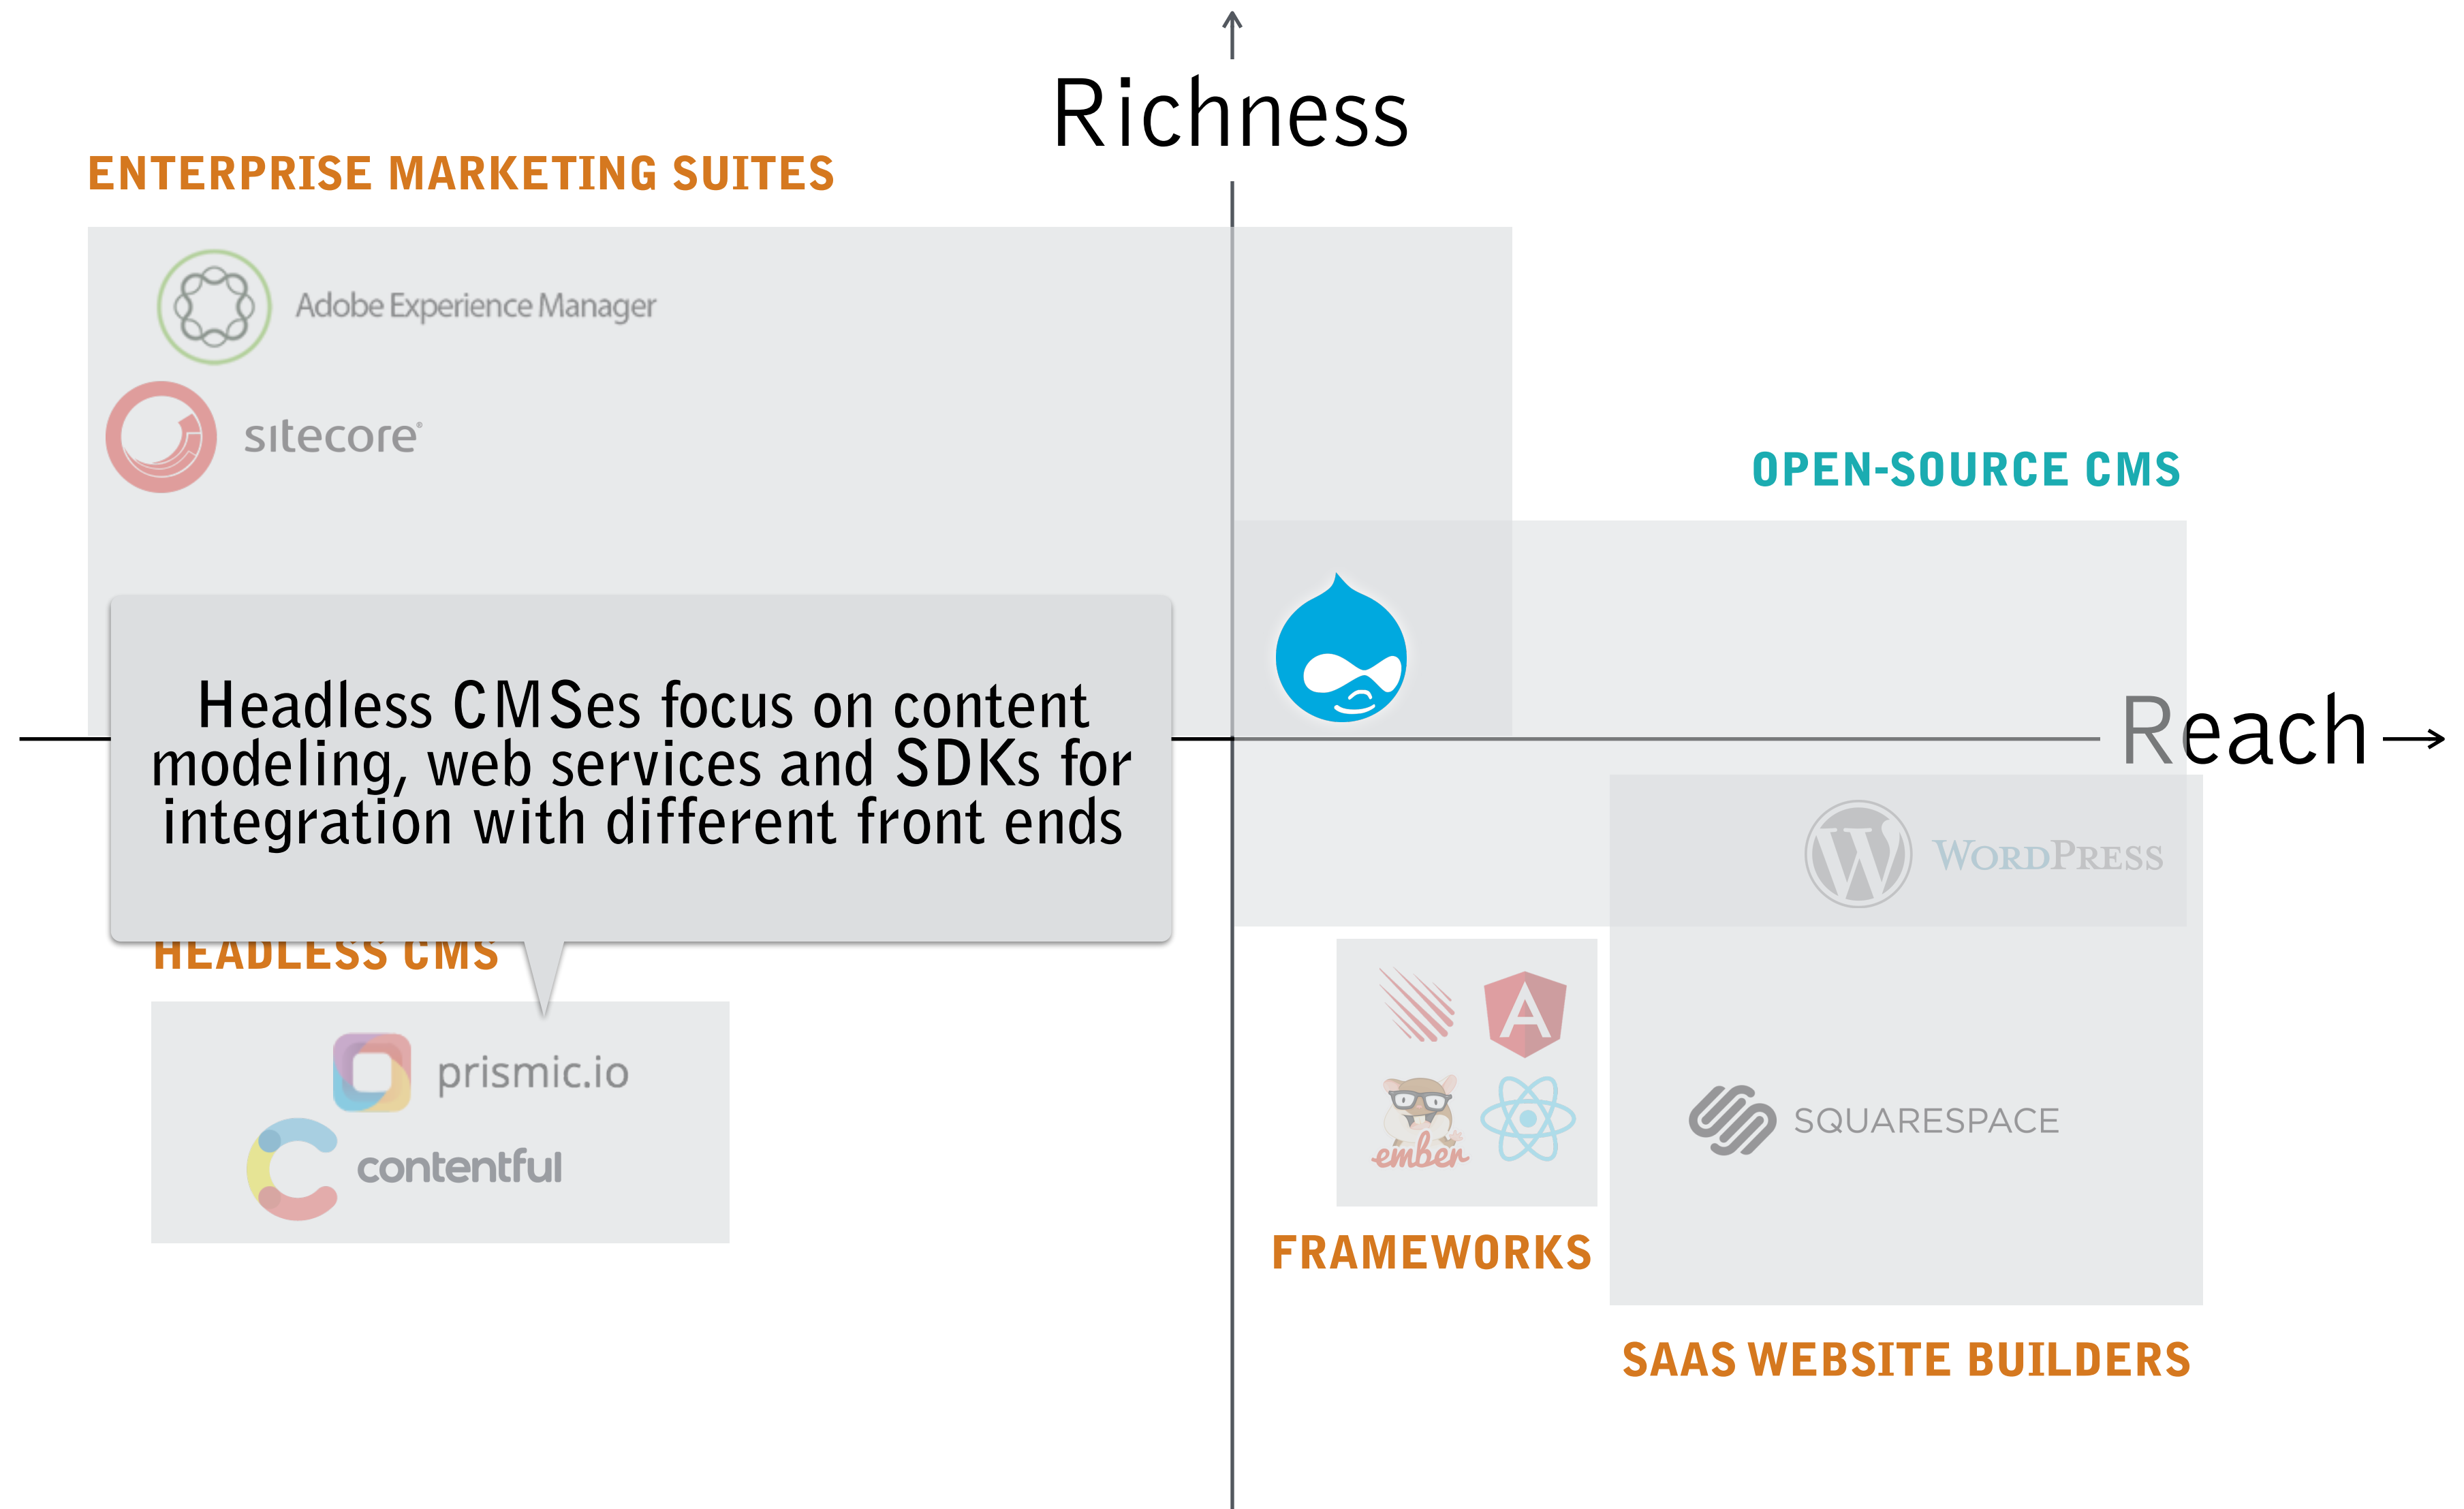 Richness
ENTERPRISE MARKETING SUITES
Adobe Experience Manager
sitecore®
OPEN-SOURCE CMS
Headless CMSes focus on content
modeling, web services and SDKs for
integration with different front ends
Reach
WORDPRESS
HEADLESS CMS
prismic.io
contentful
ember
SQUARESPACE
FRAMEWORKS
SAAS WEBSITE BUILDERS